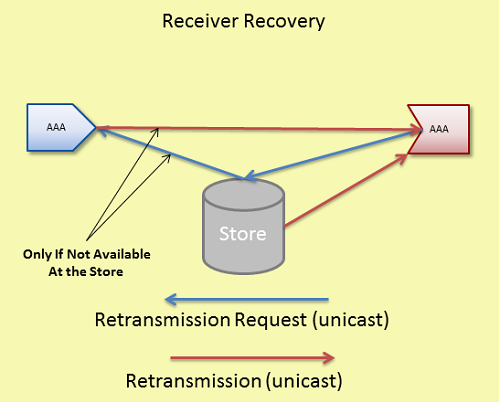 Receiver Recovery
AAA
AAA
Store
Only If Not Available
At the Store
Retransmission Request (unicast)
Retransmission (unicast)